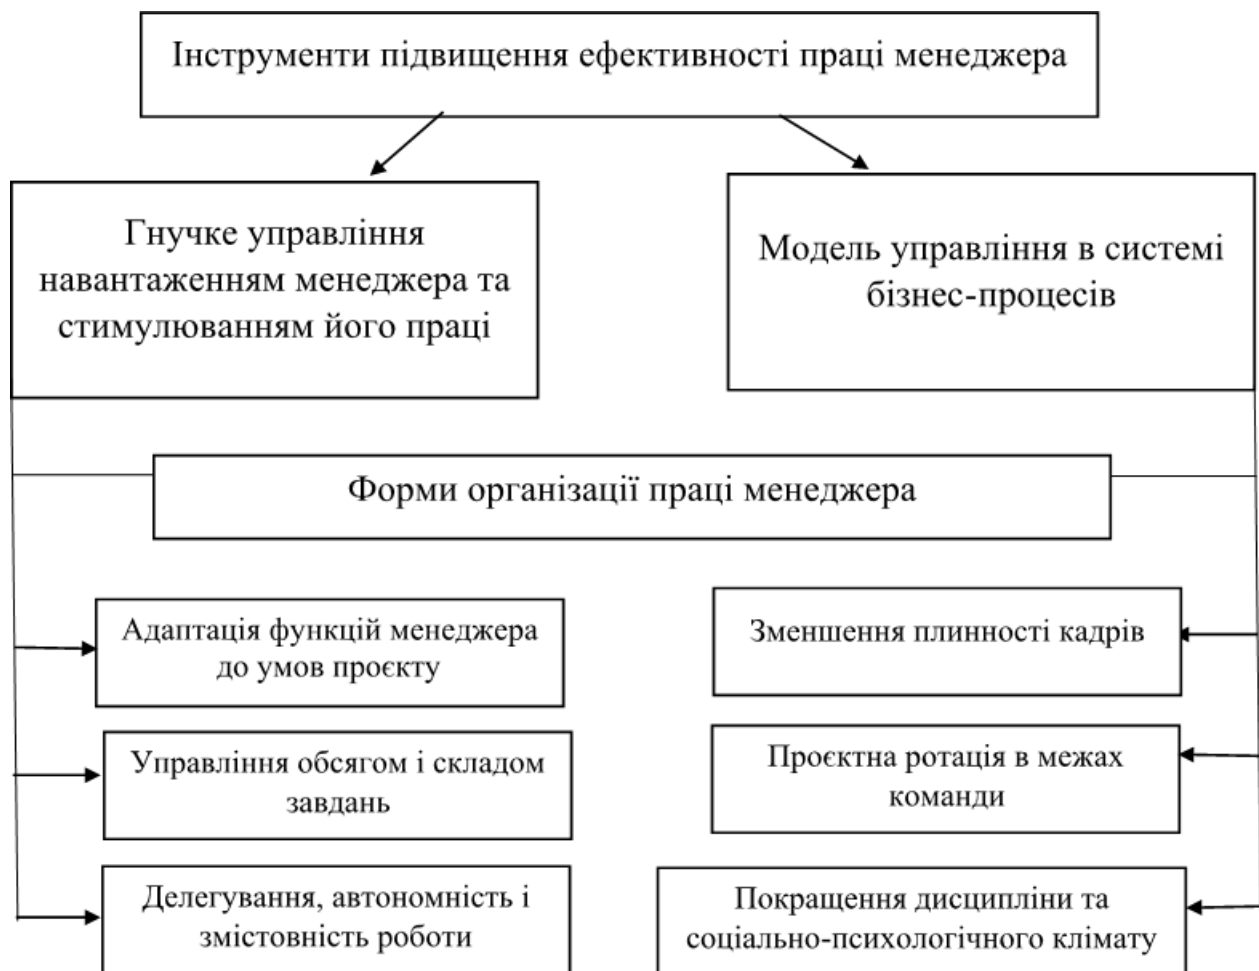 Інструменти підвищення ефективності праці менеджера
Гнучке управління
навантаженням менеджера та
стимулюванням його праці
Модель управління в системі
бізнес-процесів
Форми організації праці менеджера
Адаптація функцій менеджера
до умов проєкту
Зменшення плинності кадрів
Управління обсягом і складом
завдань
Проєктна ротація в межах
команди
Делегування, автономність і
змістовність роботи
Покращення дисципліни та
соціально-психологічного клімату